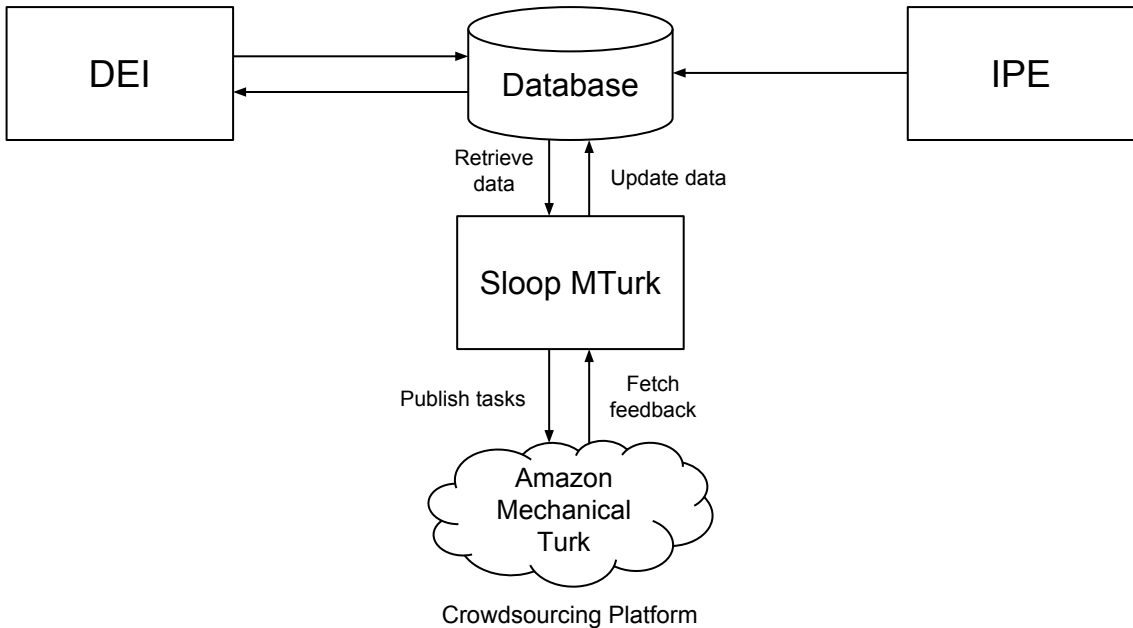 DEI
Database
IPE
Retrieve
data
Update data
Sloop MTurk
Publish tasks
Fetch
feedback
Amazon
Mechanical
Turk
Crowdsourcing Platform